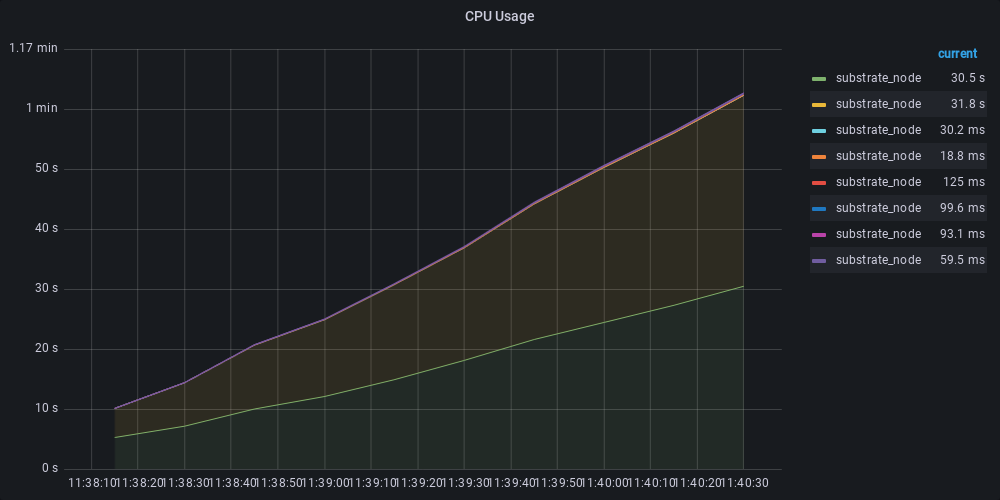 CPU Usage
1.17 min
1 min
50 s
40 s
30 s
20 s
10 s
0 s
11:38:10 11:38:20 11:38:30 11:38:40 11:38:50 11:39:00 11:39:10 11:39:20 11:39:30 11:39:40 11:39:50 11:40:00 11:40:10 11:40:20 11:40:30
current
substrate_node 30.5 s
substrate_node 31.8 s
substrate_node 30.2 ms
substrate_node 18.8 ms
substrate_node 125 ms
substrate_node 99.6 ms
substrate_node 93.1 ms
substrate_node 59.5 ms